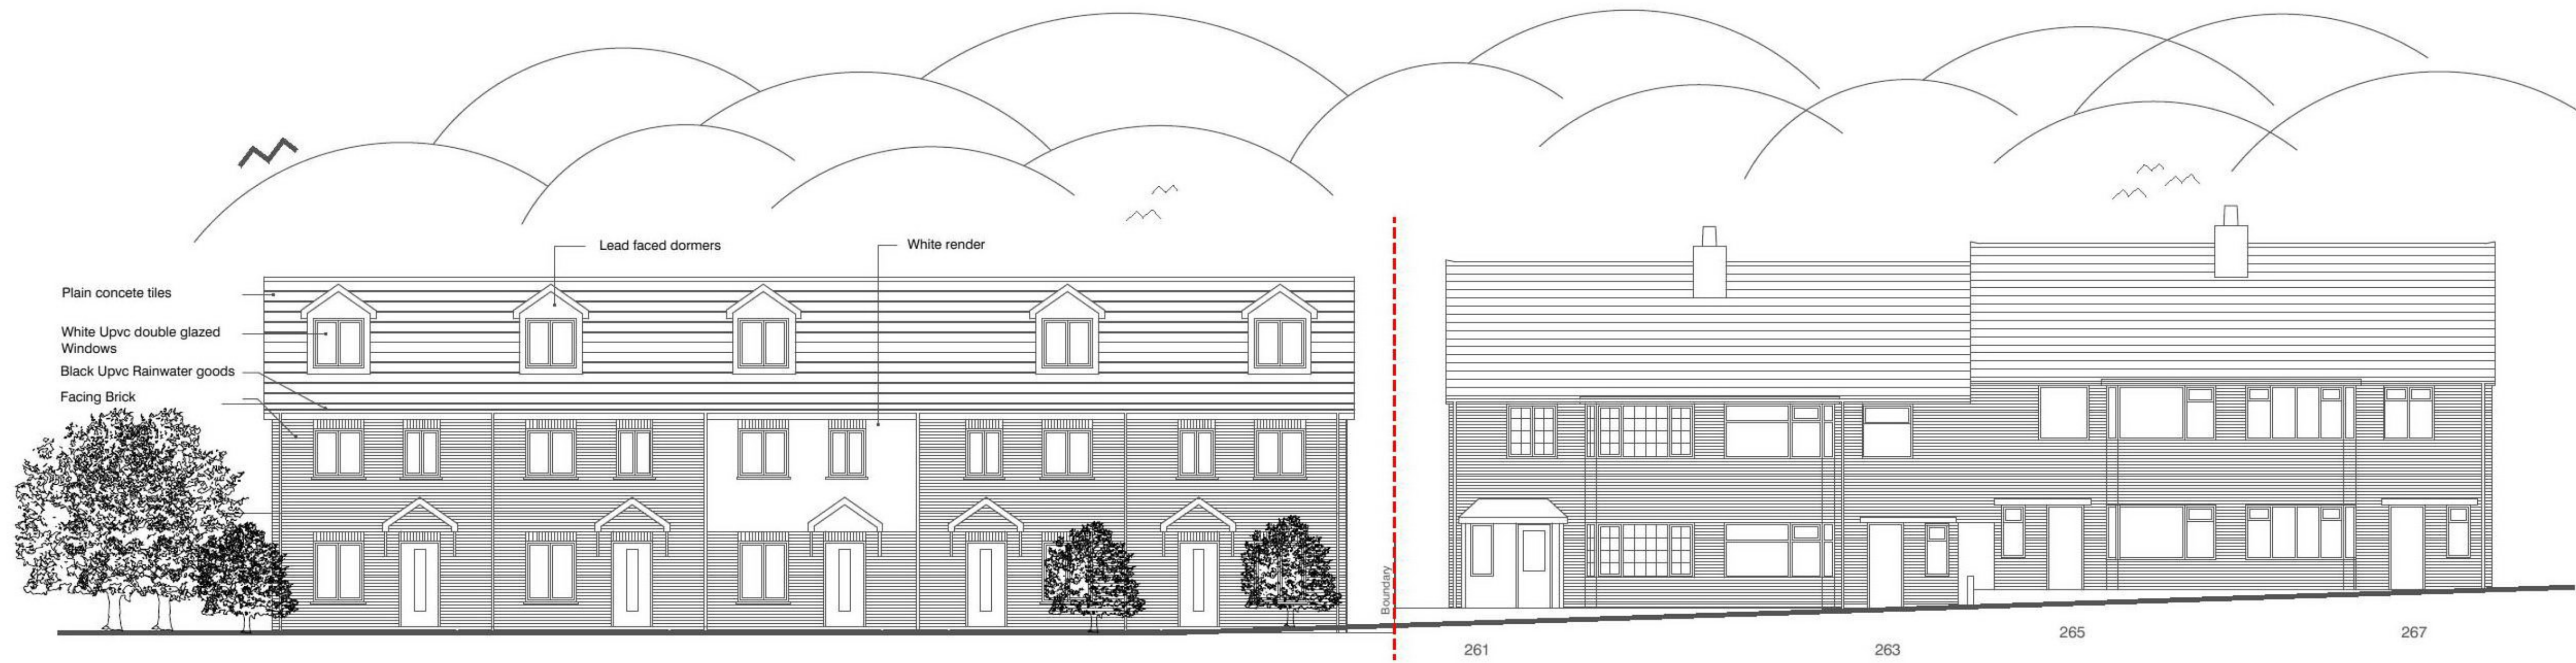 Lead faced dormers
White render
Plain concete tiles
White Upvc double glazed
Windows
Black Upvc Rainwater goods
Facing Brick
Boundary
261
263
265
267